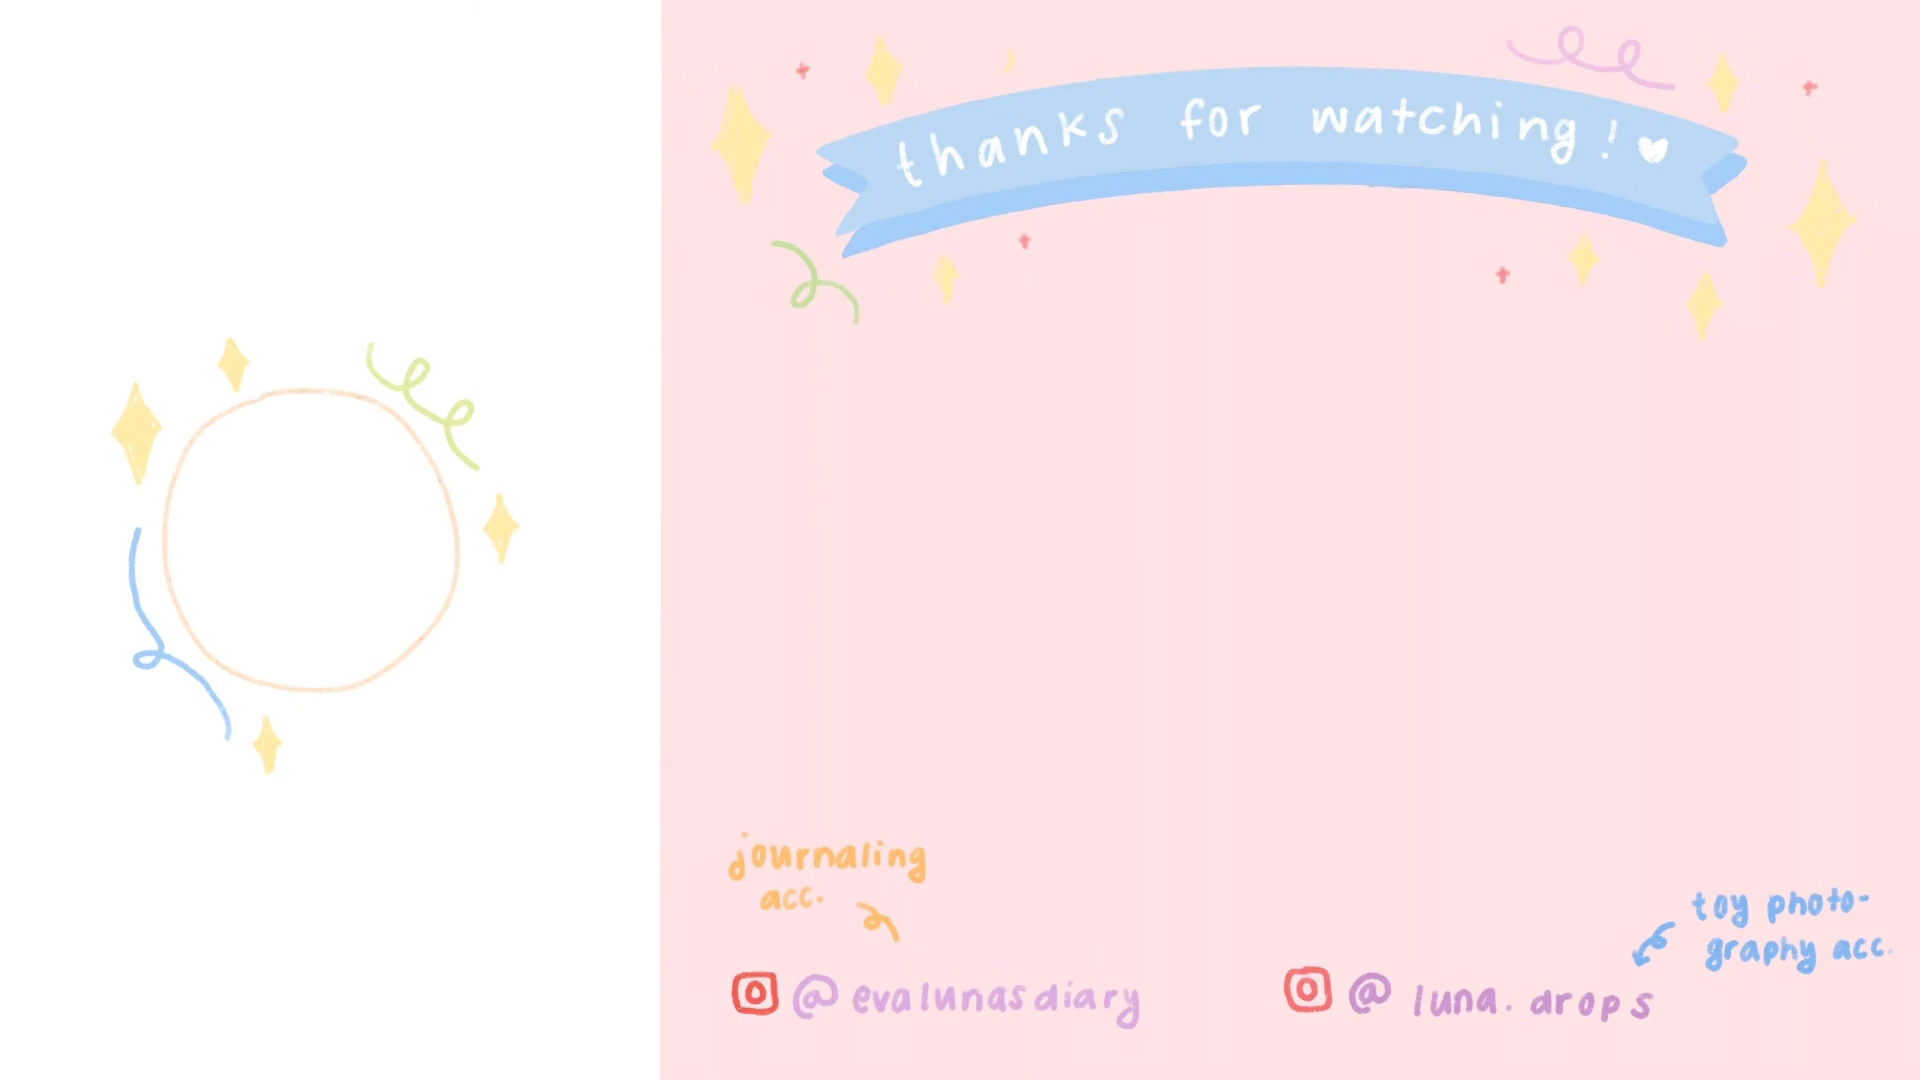 thanks for watching!
journaling
acc.
toy photo-
graphy acc.
@evalunasdiary
@luna.drops